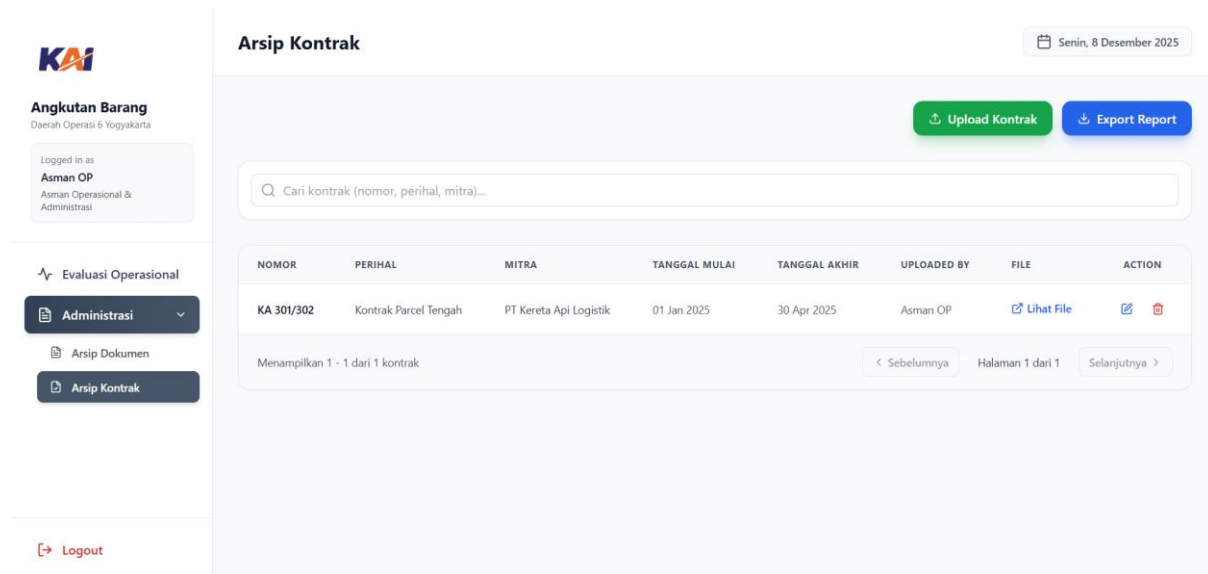 KAI
Angkutan Barang
Daerah Operasi 6 Yogyakarta
Logged in as
Asman OP
Asman Operasional &
Administrasi
Evaluasi Operasional
Administrasi
Arsip Dokumen
Arsip Kontrak
Logout
Arsip Kontrak
Senin, 8 Desember 2025
Upload Kontrak
Export Report
Cari kontrak (nomor, perihal, mitra)...
NOMOR PERIHAL MITRA TANGGAL MULAI TANGGAL AKHIR UPLOADED BY FILE ACTION
KA 301/302 Kontrak Parcel Tengah PT Kereta Api Logistik 01 Jan 2025 30 Apr 2025 Asman OP Lihat File
Menampilkan 1 - 1 dari 1 kontrak < Sebelumnya Halaman 1 dari 1 Selanjutnya >